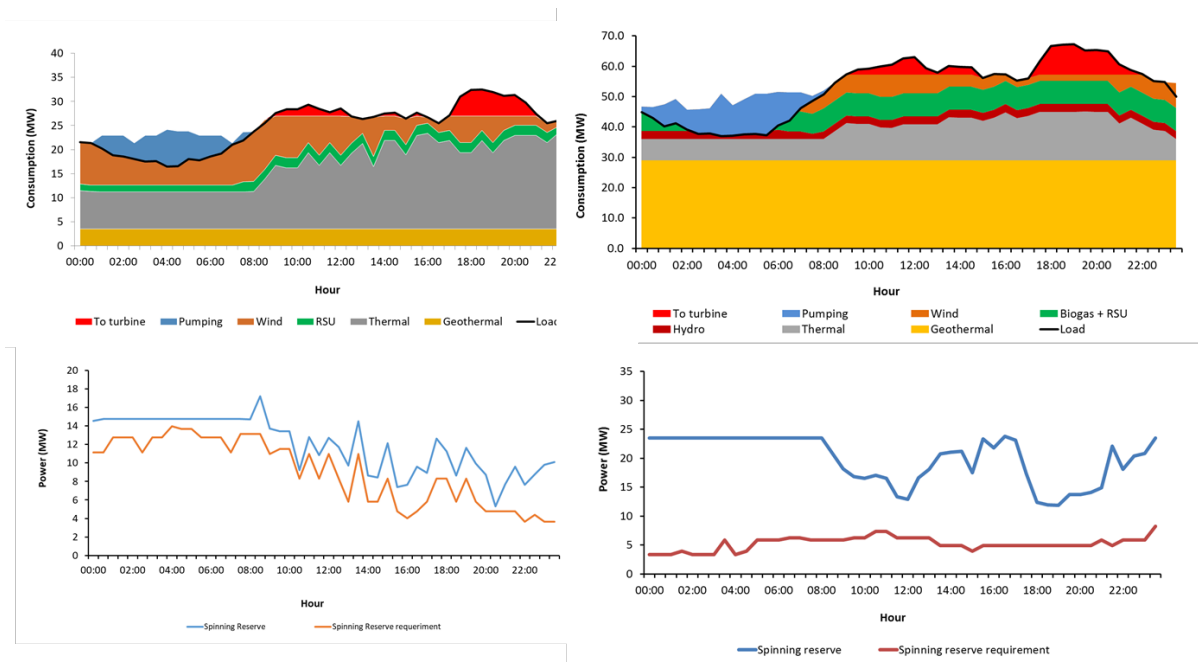 Consumption (MW)
40
35
30
25
20
15
10
5
0
00:00 02:00 04:00 06:00 08:00 10:00 12:00 14:00 16:00 18:00 20:00 22
Hour
To turbine Pumping Wind RSU Thermal Geothermal Loac
Consumption (MW)
70.0
60.0
50.0
40.0
30.0
20.0
10.0
0.0
00:00 02:00 04:00 06:00 08:00 10:00 12:00 14:00 16:00 18:00 20:00 22:00
Hour
To turbine Pumping Wind Biogas + RSU
Hydro Thermal Geothermal Load
Power (MW)
20
18
16
14
12
10
8
6
4
2
0
00:00 02:00 04:00 06:00 08:00 10:00 12:00 14:00 16:00 18:00 20:00 22:00
Hour
Spinning Reserve Spinning Reserve requeriment
Power (MW)
35
30
25
20
15
10
5
0
00:00 02:00 04:00 06:00 08:00 10:00 12:00 14:00 16:00 18:00 20:00 22:00
Hour
Spinning reserve Spinning reserve requirement